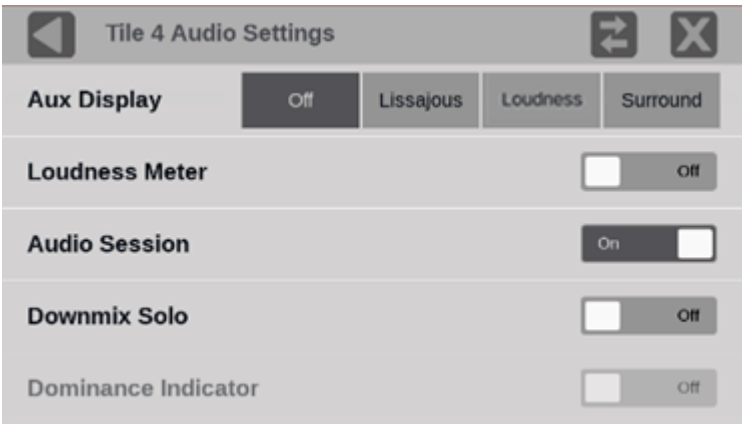 Tile 4 Audio Settings
Aux Display Off Lissajous Loudness Surround
Loudness Meter Off
Audio Session On
Downmix Solo Off
Dominance Indicator Off